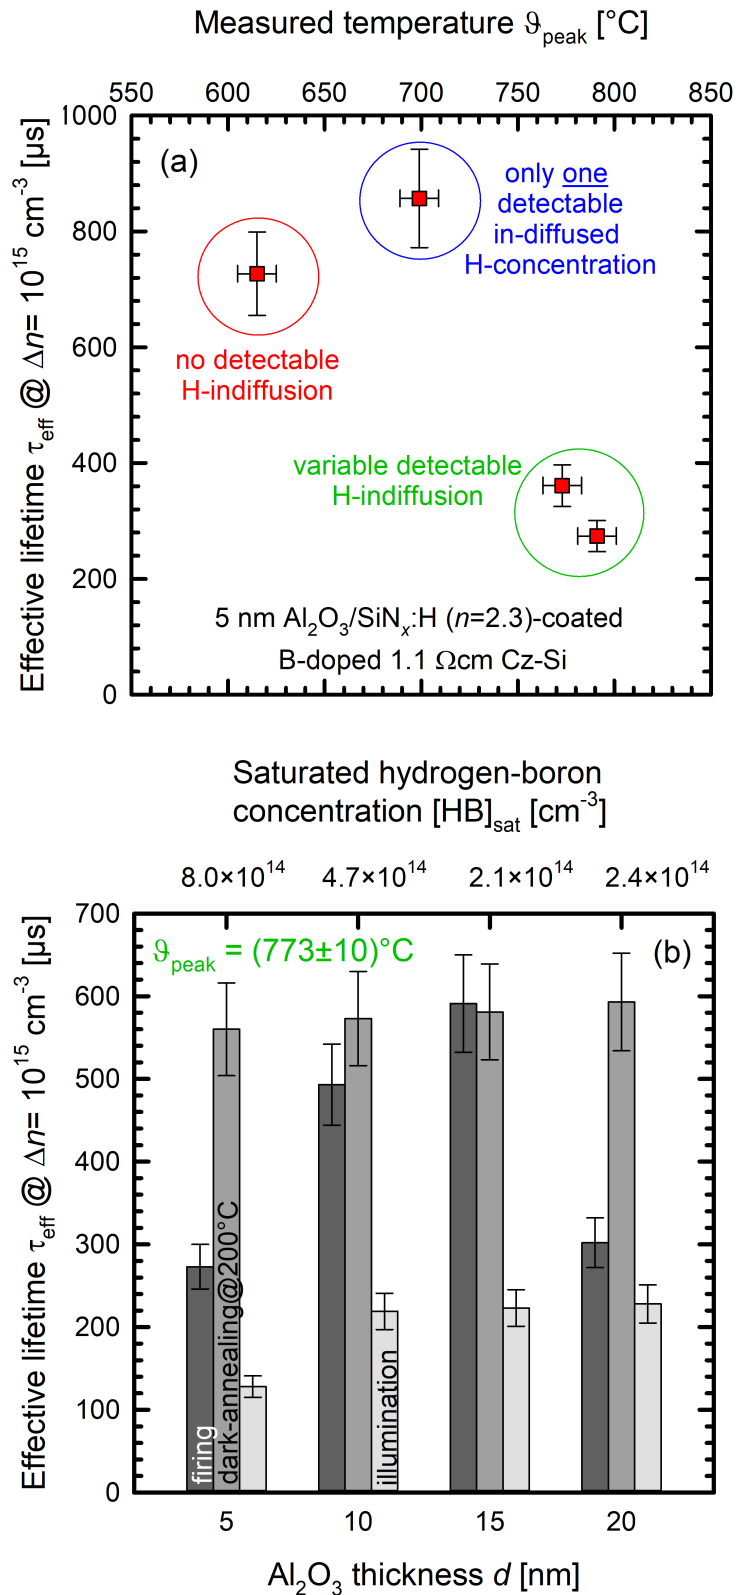 Measured temperature ϑpeak [°C]
550 600 650 700 750 800 850
Effective lifetime τeff @ Δn= 10^15 cm^-3 [µs]
1000
800
600
400
200
0
(a)
only one
detectable
in-diffused
H-concentration
no detectable
H-indiffusion
variable detectable
H-indiffusion
5 nm Al2O3/SiNx:H (n=2.3)-coated
B-doped 1.1 Ωcm Cz-Si
Saturated hydrogen-boron
concentration [HB]sat [cm^-3]
8.0×10^14 4.7×10^14 2.1×10^14 2.4×10^14
Effective lifetime τeff @ Δn= 10^15 cm^-3 [µs]
700
600
500
400
300
200
100
0
ϑpeak = (773±10)°C
(b)
firing
dark-annealing@200°C
illumination
5 10 15 20
Al2O3 thickness d [nm]